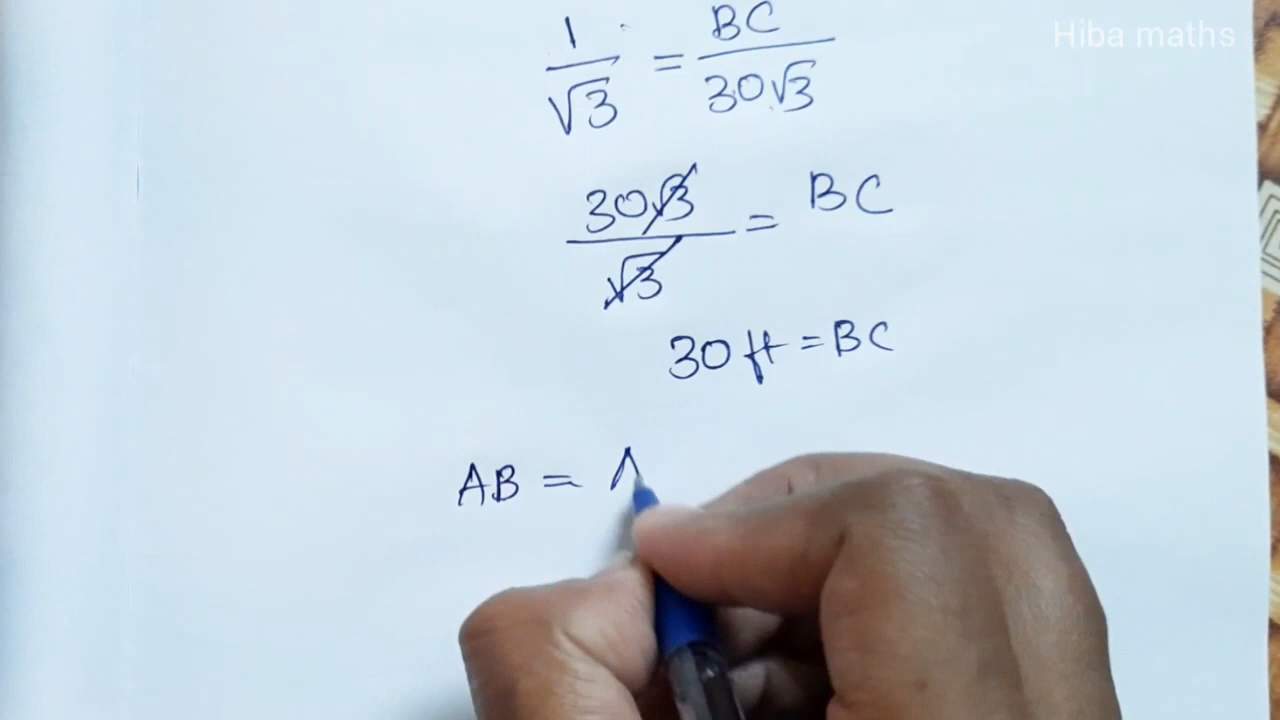 Hiba maths
1/√3 = BC/30√3
30√3/√3 = BC
30 ft = BC
AB = A